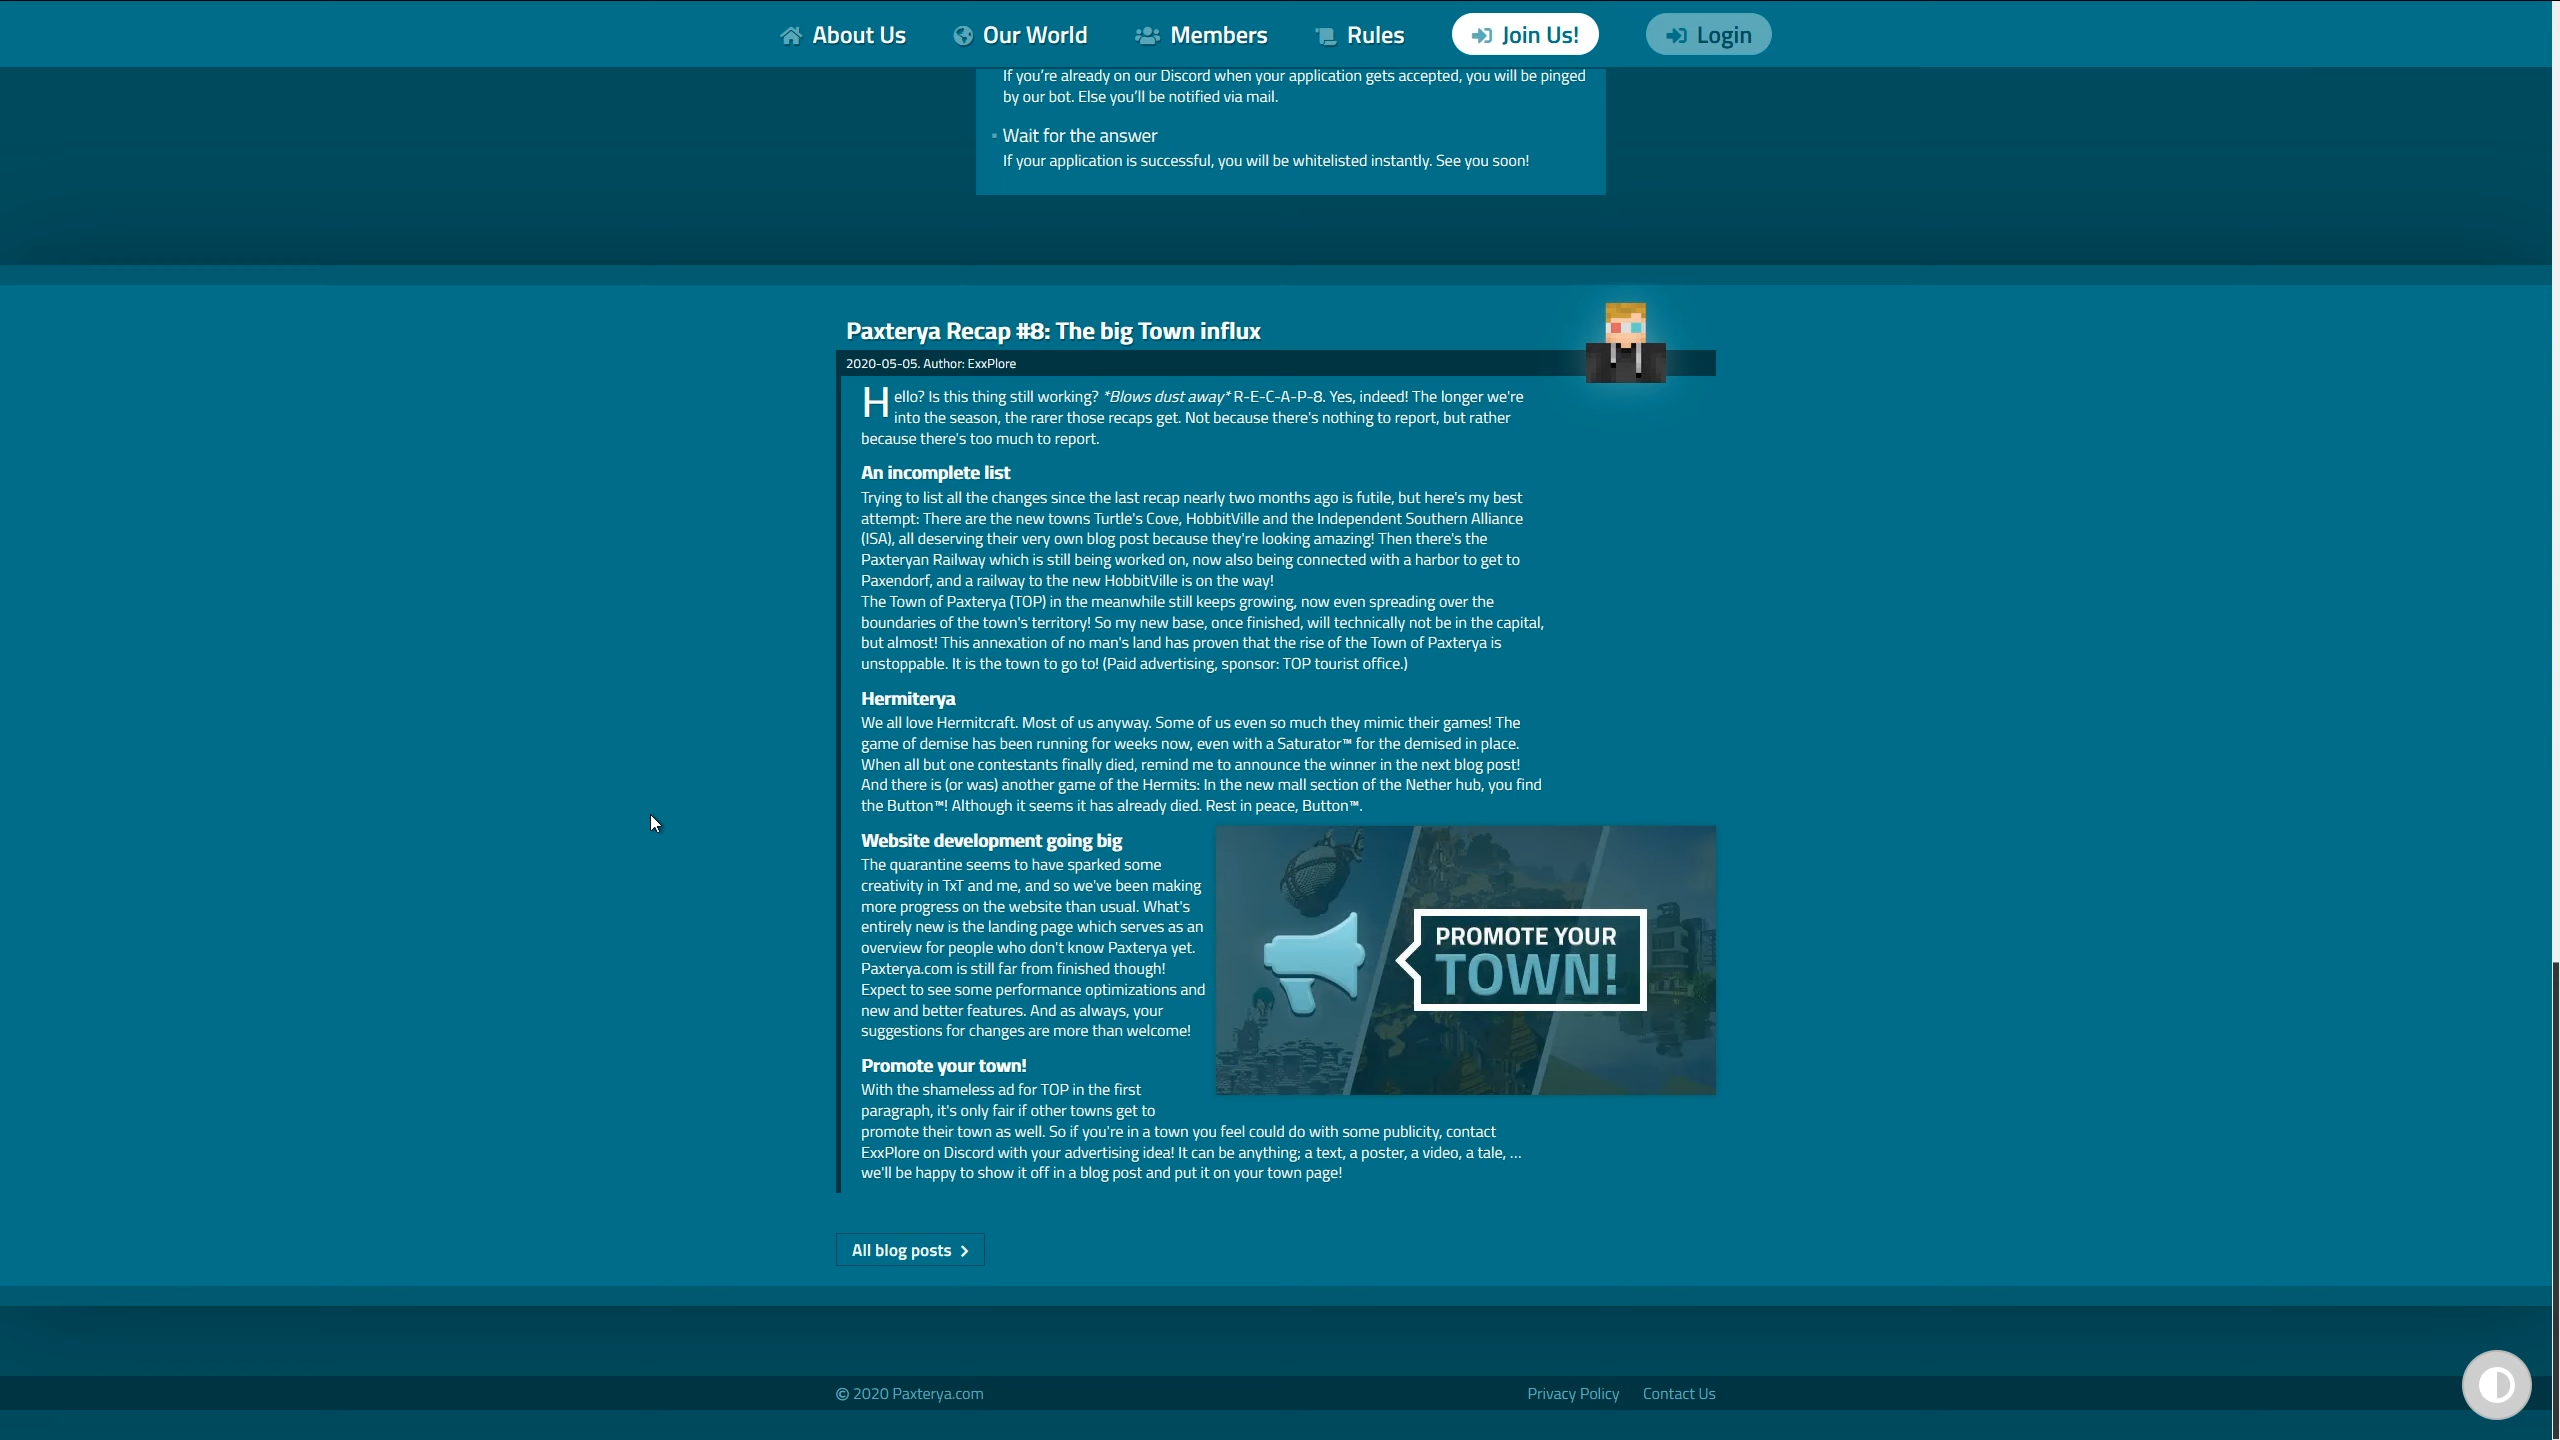 About Us
Our World
Members
Rules
Join Us!
Login
If you’re already on our Discord when your application gets accepted, you will be pinged
by our bot. Else you’ll be notified via mail.
Wait for the answer
If your application is successful, you will be whitelisted instantly. See you soon!
Paxterya Recap #8: The big Town influx
2020-05-05. Author: ExxPlore
Hello? Is this thing still working? *Blows dust away* R-E-C-A-P-8. Yes, indeed! The longer we're
into the season, the rarer those recaps get. Not because there's nothing to report, but rather
because there's too much to report.
An incomplete list
Trying to list all the changes since the last recap nearly two months ago is futile, but here's my best
attempt: There are the new towns Turtle's Cove, HobbitVille and the Independent Southern Alliance
(ISA), all deserving their very own blog post because they're looking amazing! Then there's the
Paxteryan Railway which is still being worked on, now also being connected with a harbor to get to
Paxendorf, and a railway to the new HobbitVille is on the way!
The Town of Paxterya (TOP) in the meanwhile still keeps growing, now even spreading over the
boundaries of the town's territory! So my new base, once finished, will technically not be in the capital,
but almost! This annexation of no man's land has proven that the rise of the Town of Paxterya is
unstoppable. It is the town to go to! (Paid advertising, sponsor: TOP tourist office.)
Hermiterya
We all love Hermitcraft. Most of us anyway. Some of us even so much they mimic their games! The
game of demise has been running for weeks now, even with a Saturator™ for the demised in place.
When all but one contestants finally died, remind me to announce the winner in the next blog post!
And there is (or was) another game of the Hermits: In the new mall section of the Nether hub, you find
the Button™! Although it seems it has already died. Rest in peace, Button™.
Website development going big
The quarantine seems to have sparked some
creativity in TxT and me, and so we've been making
more progress on the website than usual. What's
entirely new is the landing page which serves as an
overview for people who don't know Paxterya yet.
Paxterya.com is still far from finished though!
Expect to see some performance optimizations and
new and better features. And as always, your
suggestions for changes are more than welcome!
PROMOTE YOUR
TOWN!
Promote your town!
With the shameless ad for TOP in the first
paragraph, it's only fair if other towns get to
promote their town as well. So if you're in a town you feel could do with some publicity, contact
ExxPlore on Discord with your advertising idea! It can be anything; a text, a poster, a video, a tale, ...
we'll be happy to show it off in a blog post and put it on your town page!
All blog posts
© 2020 Paxterya.com
Privacy Policy
Contact Us